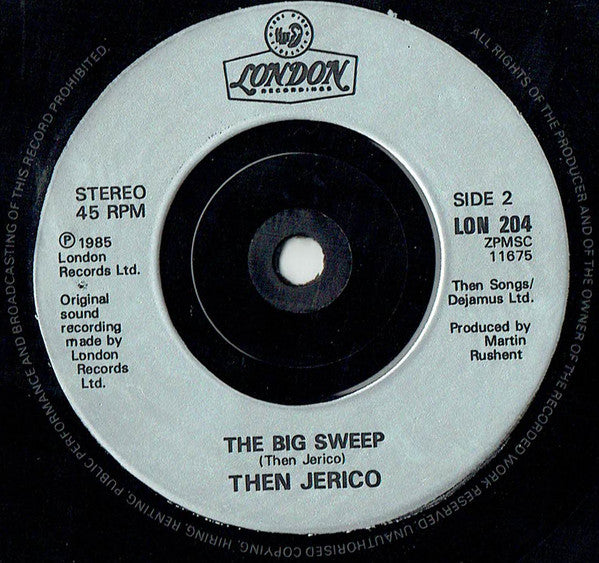 LONDON
RECORDINGS
STEREO
45 RPM
Ⓟ 1985
London
Records Ltd.
Original
sound
recording
made by
London
Records
Ltd.
SIDE 2
LON 204
ZPMSC
11675
Then Songs/
Dejamus Ltd.
Produced by
Martin
Rushent
THE BIG SWEEP
(Then Jerico)
THEN JERICO
ALL RIGHTS OF THE PRODUCER AND OF THE OWNER OF THE RECORDED WORK RESERVED. UNAUTHORISED COPYING, HIRING, RENTING, PUBLIC PERFORMANCE AND BROADCASTING OF THIS RECORD PROHIBITED.